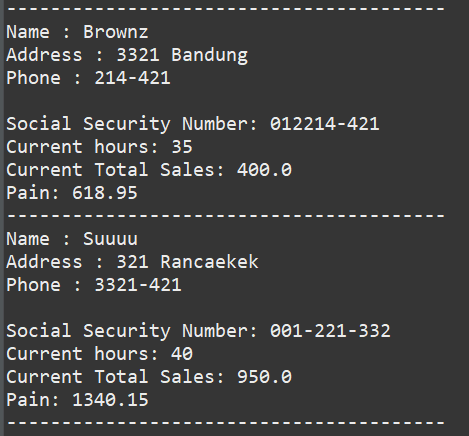 ----------------------------------------
Name : Brownz
Address : 3321 Bandung
Phone : 214-421
Social Security Number: 012214-421
Current hours: 35
Current Total Sales: 400.0
Pain: 618.95
----------------------------------------
Name : Suuuu
Address : 321 Rancaekek
Phone : 3321-421
Social Security Number: 001-221-332
Current hours: 40
Current Total Sales: 950.0
Pain: 1340.15
----------------------------------------